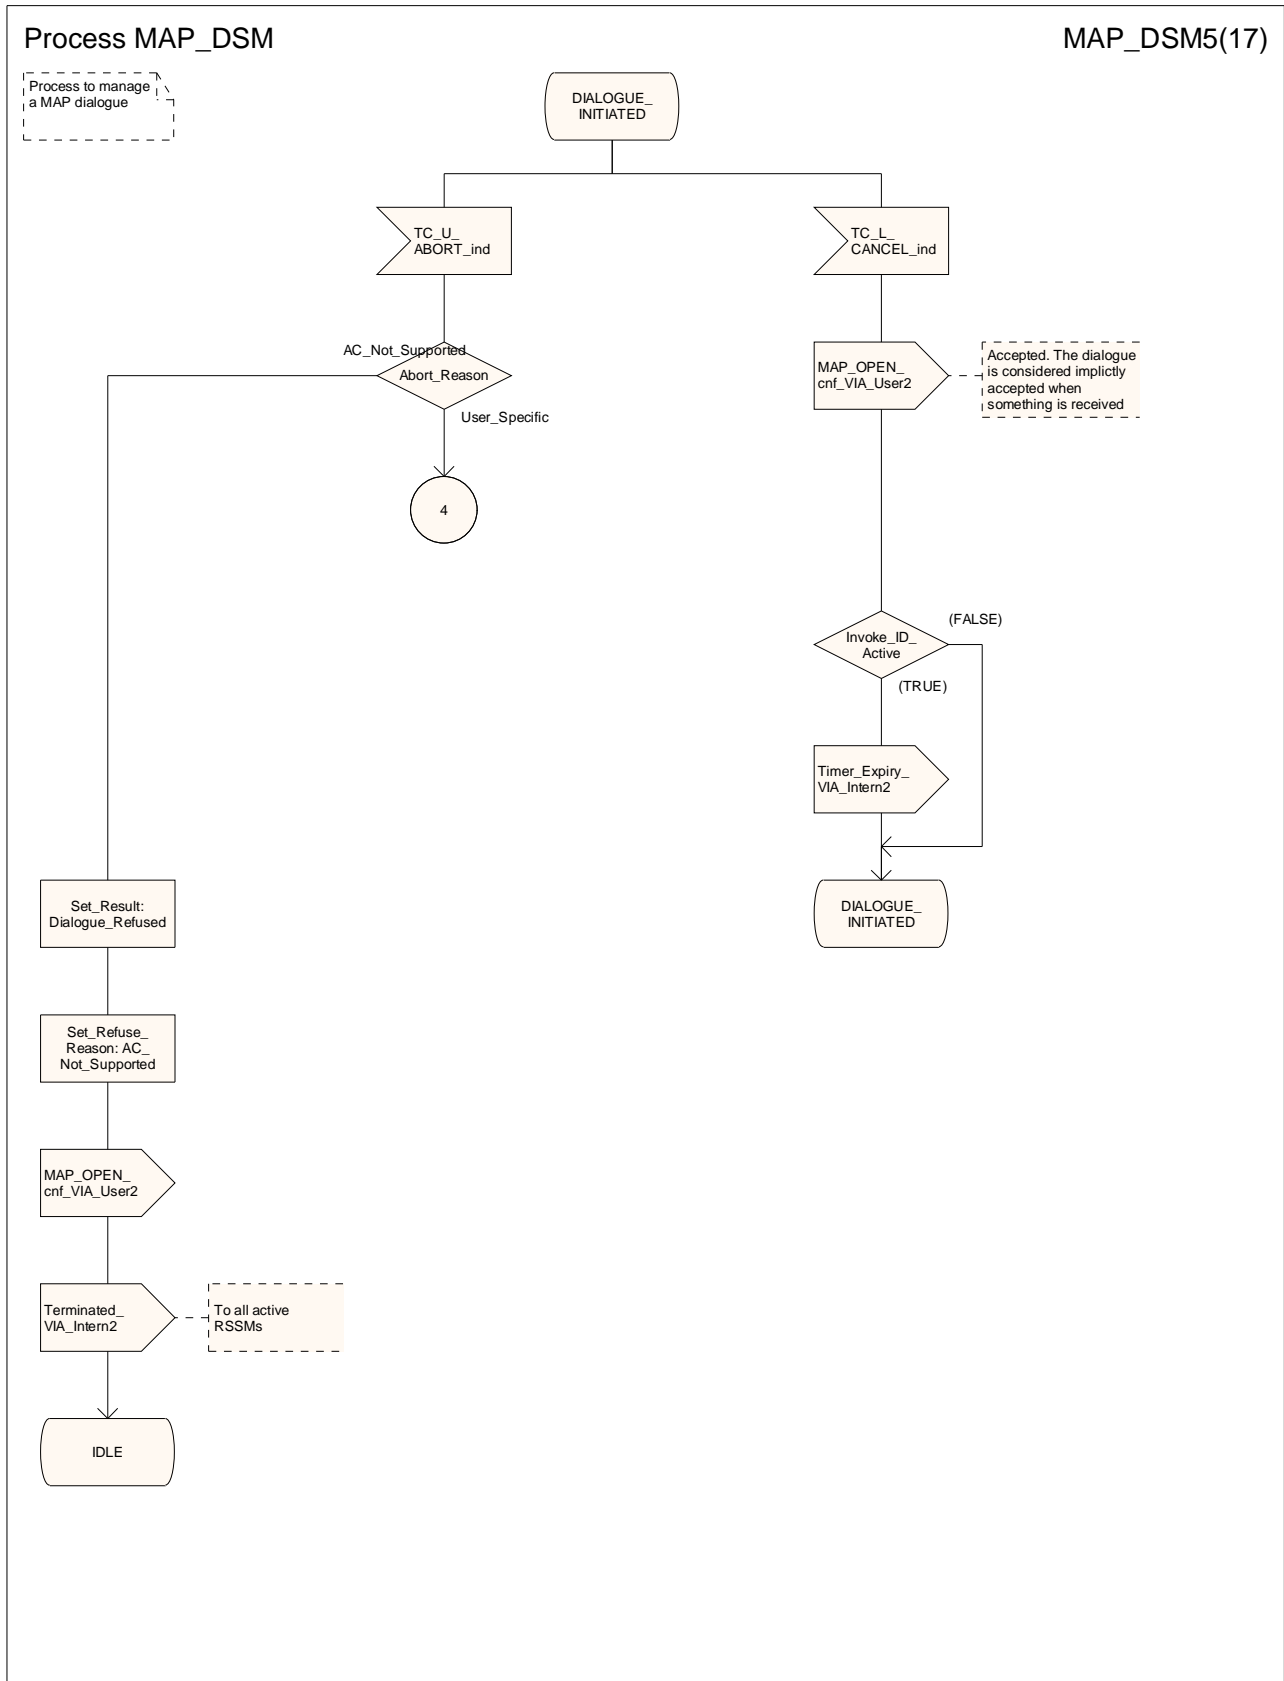 Process MAP_DSM
MAP_DSM5(17)
Process to manage
a MAP dialogue
DIALOGUE_
INITIATED
TC_U_
ABORT_ind
TC_L_
CANCEL_ind
AC_Not_Supported
Abort_Reason
User_Specific
MAP_OPEN_
cnf_VIA_User2
Accepted. The dialogue
is considered implictly
accepted when
something is received
4
(FALSE)
Invoke_ID_
Active
(TRUE)
Timer_Expiry_
VIA_Intern2
Set_Result:
Dialogue_Refused
DIALOGUE_
INITIATED
Set_Refuse_
Reason: AC_
Not_Supported
MAP_OPEN_
cnf_VIA_User2
Terminated_
VIA_Intern2
To all active
RSSMs
IDLE